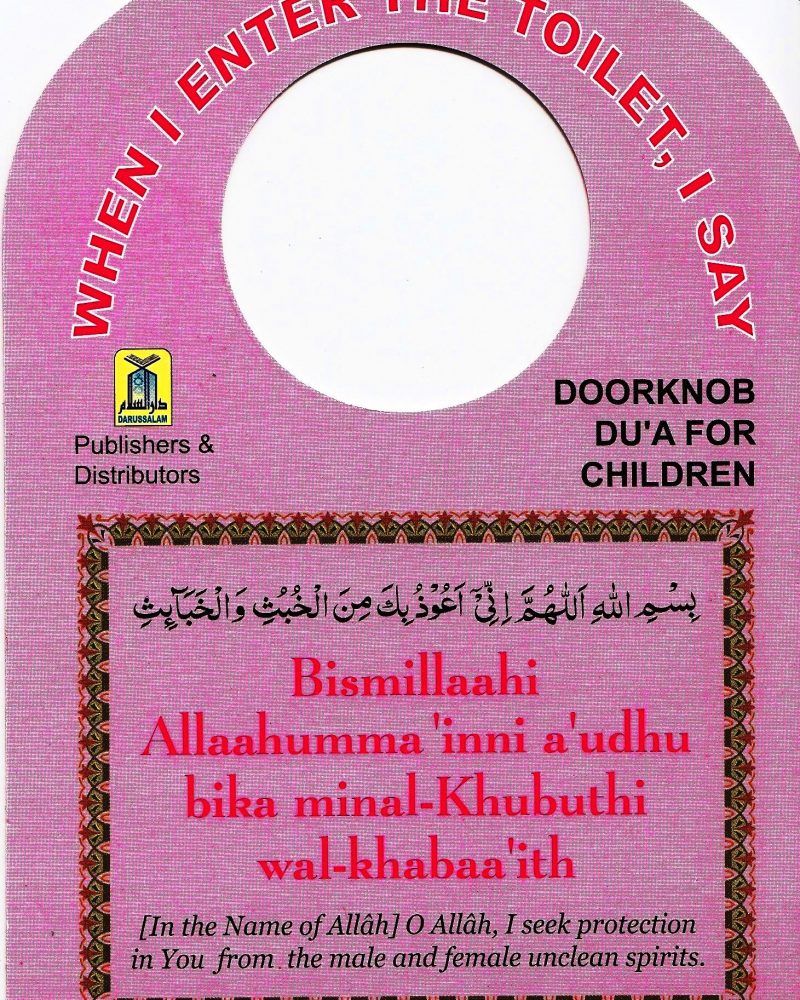 WHEN I ENTER THE TOILET, I SAY
دارالسلام
DARUSSALAM
Publishers &
Distributors
DOORKNOB
DU'A FOR
CHILDREN
بِسْمِ اللهِ اَللّٰهُمَّ اِنِّىْٓ اَعُوْذُ بِكَ مِنَ الْخُبُثِ وَالْخَبَآئِثِ
Bismillaahi
Allaahumma 'inni a'udhu
bika minal-Khubuthi
wal-khabaa'ith
[In the Name of Allâh] O Allâh, I seek protection
in You from the male and female unclean spirits.